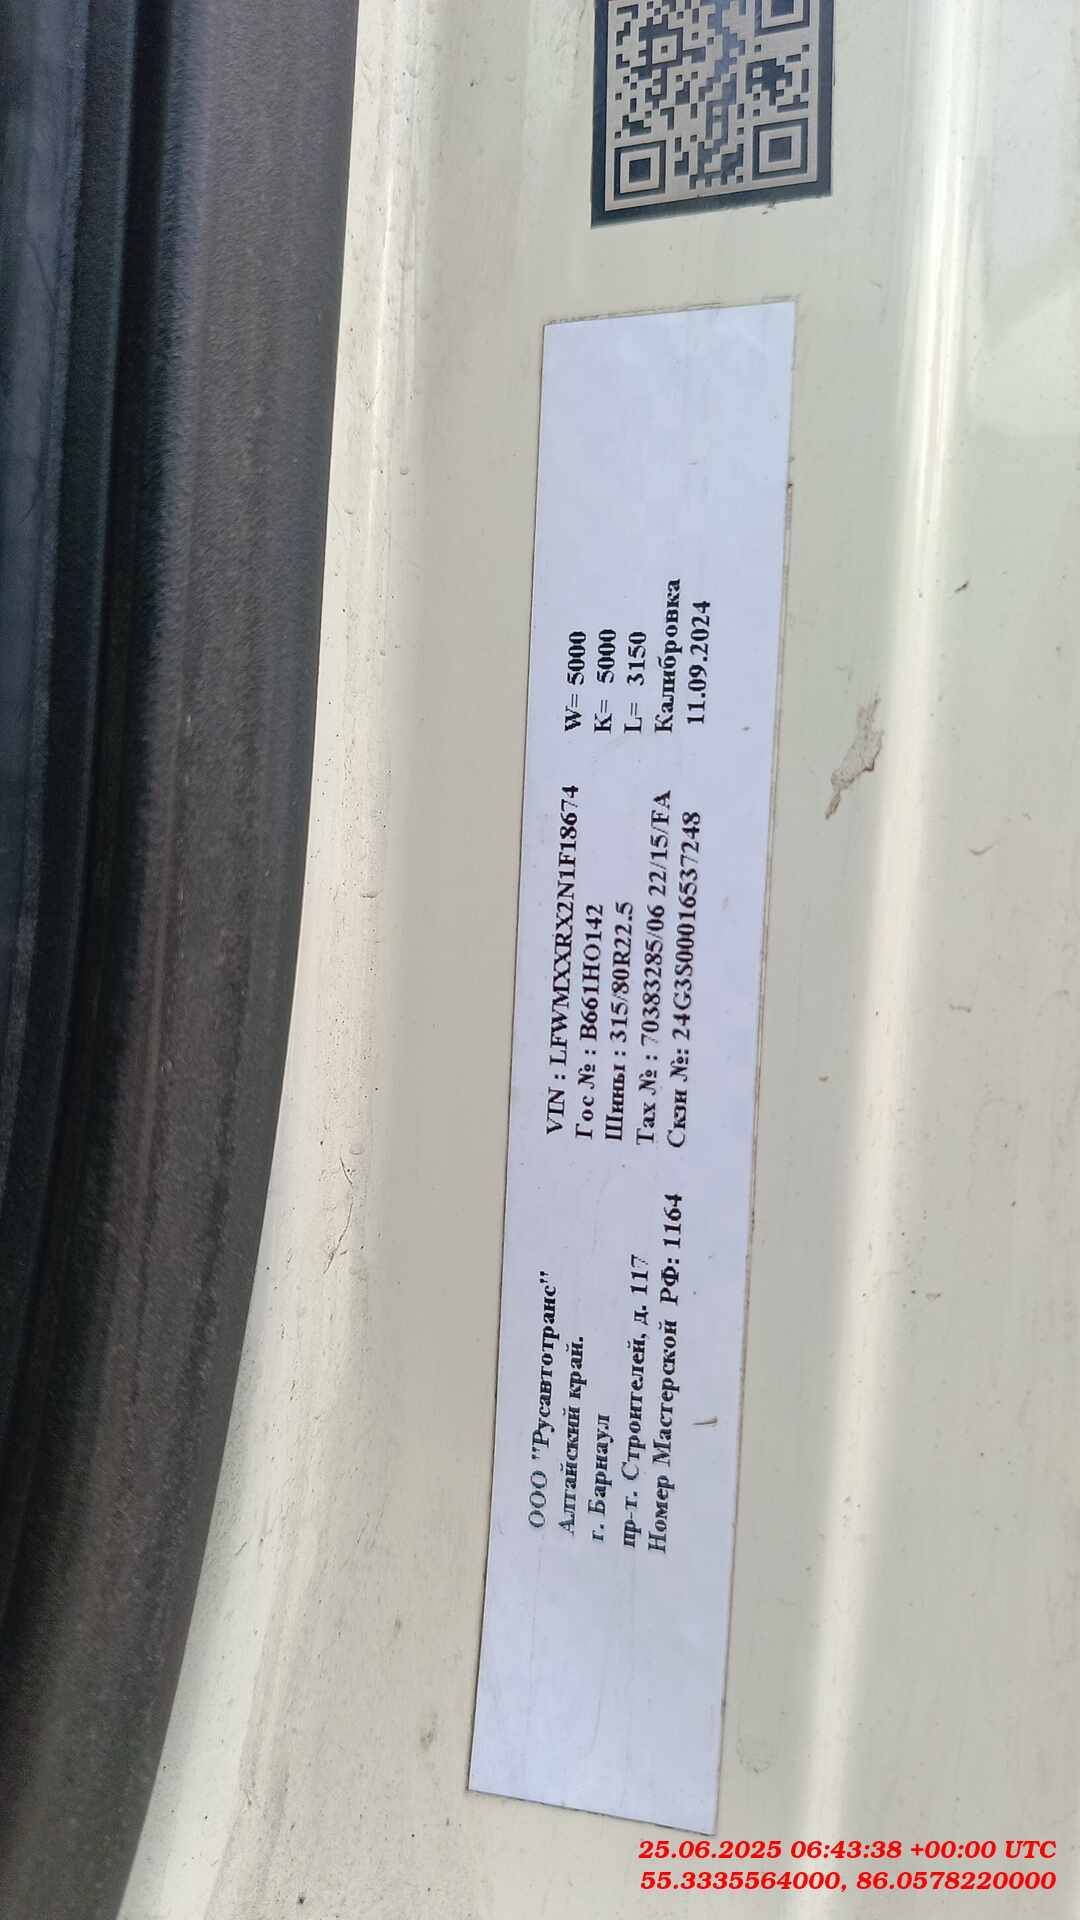 ООО "Русавтотранс"
Алтайский край.
г. Барнаул
пр-т. Строителей, д. 117
Номер Мастерской РФ: 1164
VIN : LFWMXXRX2N1F18674
Гос № : В661НО142
Шины : 315/80R22.5
Тах № : 70383285/06 22/15/FA
Скзи №: 24G3S00016537248
W= 5000
K= 5000
L= 3150
Калибровка
11.09.2024
25.06.2025 06:43:38 +00:00 UTC
55.3335564000, 86.0578220000